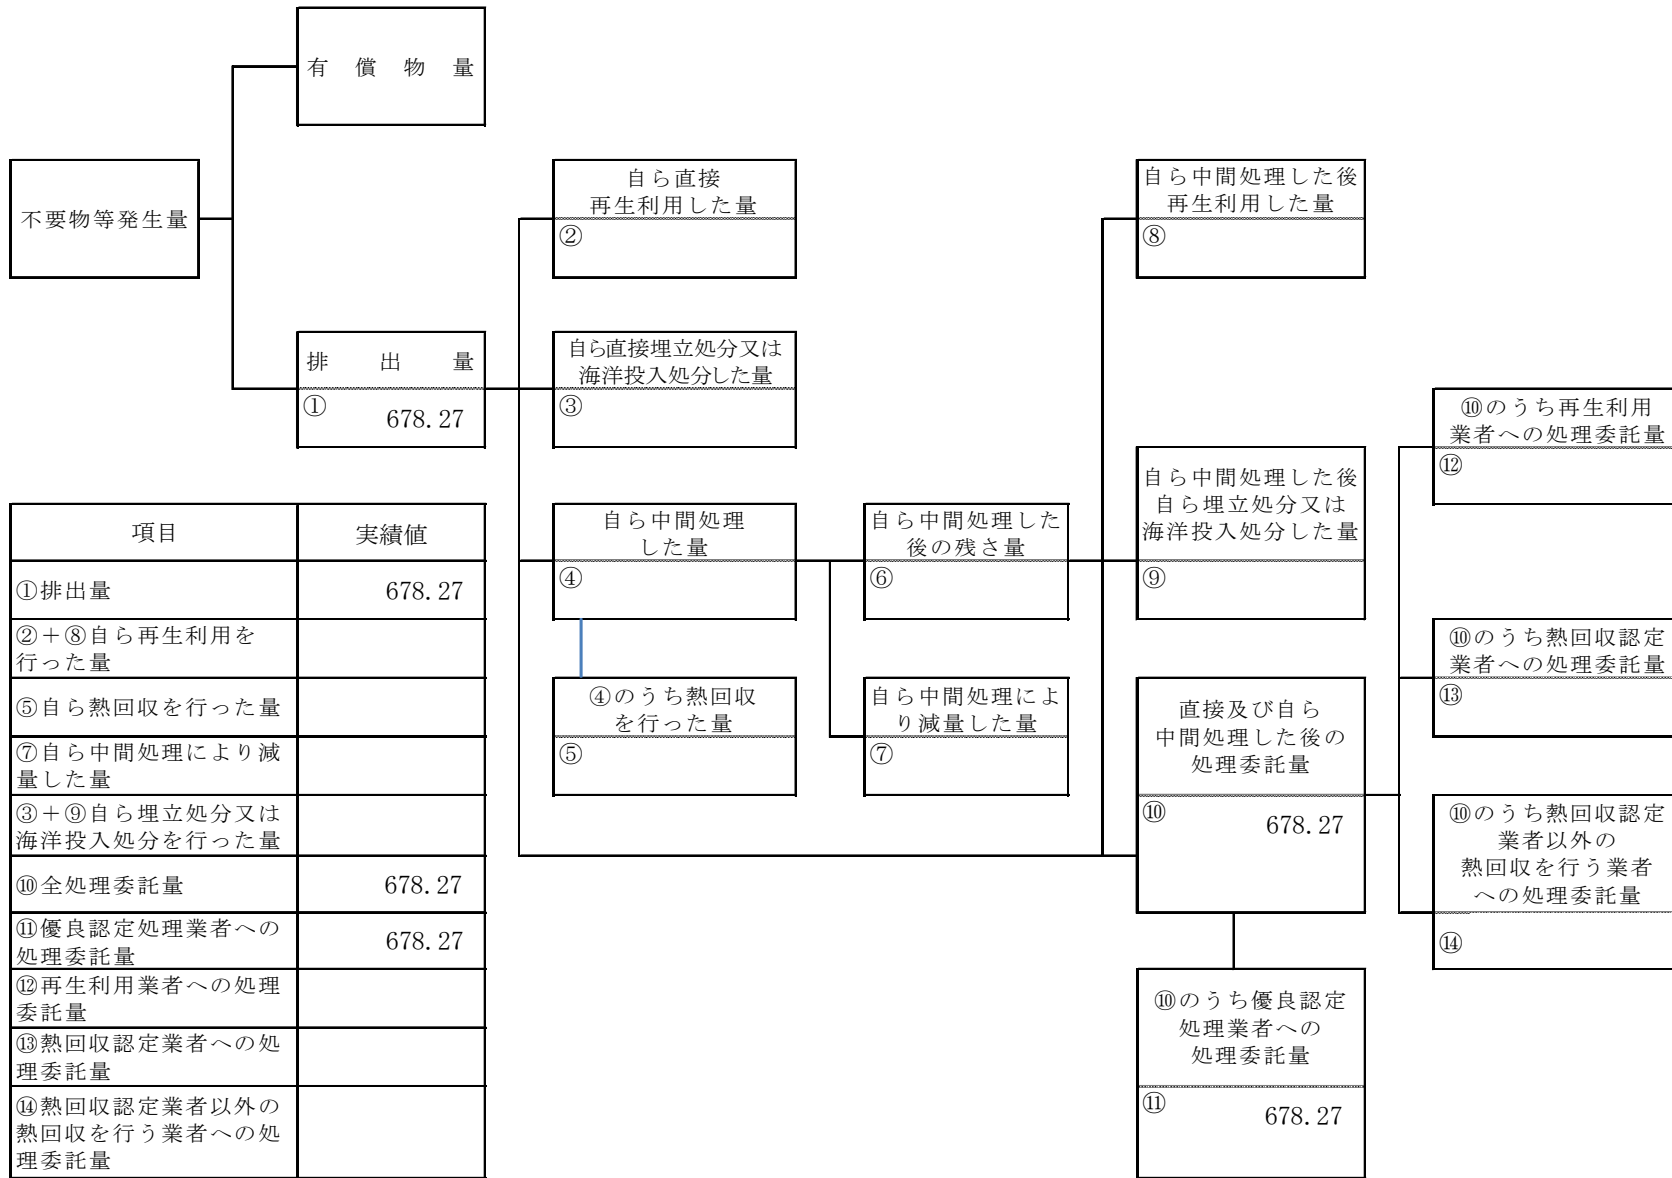 有償物量
不要物等発生量
排出量
①
678.27
自ら直接
再生利用した量
②
自ら直接埋立処分又は
海洋投入処分した量
③
自ら中間処理
した量
④
④のうち熱回収
を行った量
⑤
自ら中間処理した
後の残さ量
⑥
自ら中間処理によ
り減量した量
⑦
自ら中間処理した後
再生利用した量
⑧
自ら中間処理した後
自ら埋立処分又は
海洋投入処分した量
⑨
直接及び自ら
中間処理した後の
処理委託量
⑩
678.27
⑩のうち優良認定
処理業者への
処理委託量
⑪
678.27
⑩のうち再生利用
業者への処理委託量
⑫
⑩のうち熱回収認定
業者への処理委託量
⑬
⑩のうち熱回収認定
業者以外の
熱回収を行う業者
への処理委託量
⑭
項目 実績値
①排出量 678.27
②＋⑧自ら再生利用を
行った量
⑤自ら熱回収を行った量
⑦自ら中間処理により減
量した量
③＋⑨自ら埋立処分又は
海洋投入処分を行った量
⑩全処理委託量 678.27
⑪優良認定処理業者への
処理委託量 678.27
⑫再生利用業者への処理
委託量
⑬熱回収認定業者への処
理委託量
⑭熱回収認定業者以外の
熱回収を行う業者への処
理委託量